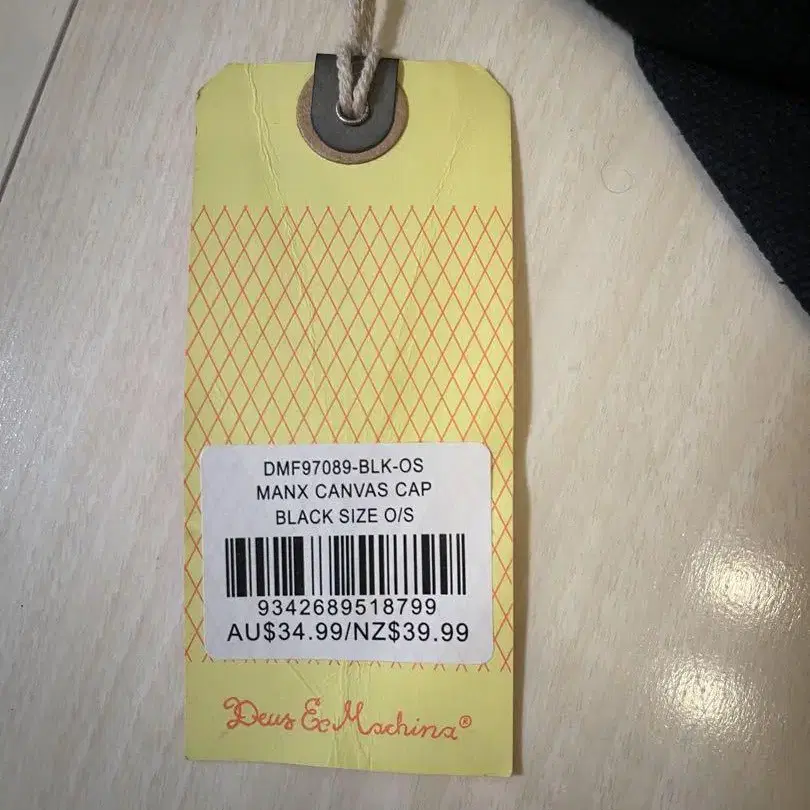 DMF97089-BLK-OS
MANX CANVAS CAP
BLACK SIZE O/S
9342689518799
AU$34.99/NZ$39.99
Deus Ex Machina®